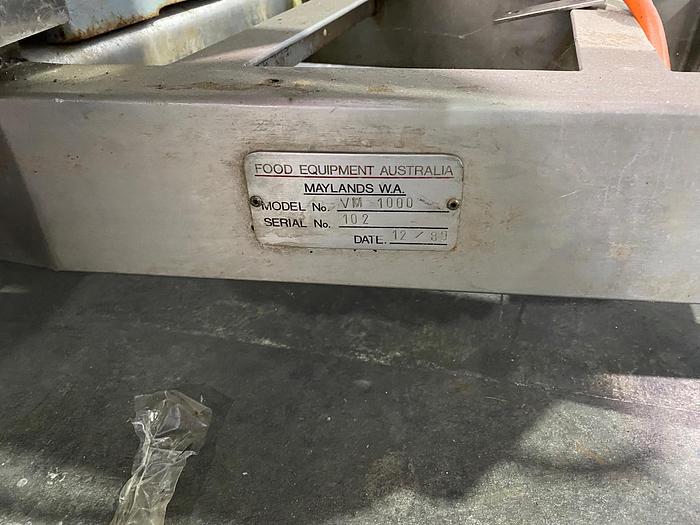 FOOD EQUIPMENT AUSTRALIA
MAYLANDS W.A.
MODEL No. VM 1000
SERIAL No. 102
DATE. 12 / 89